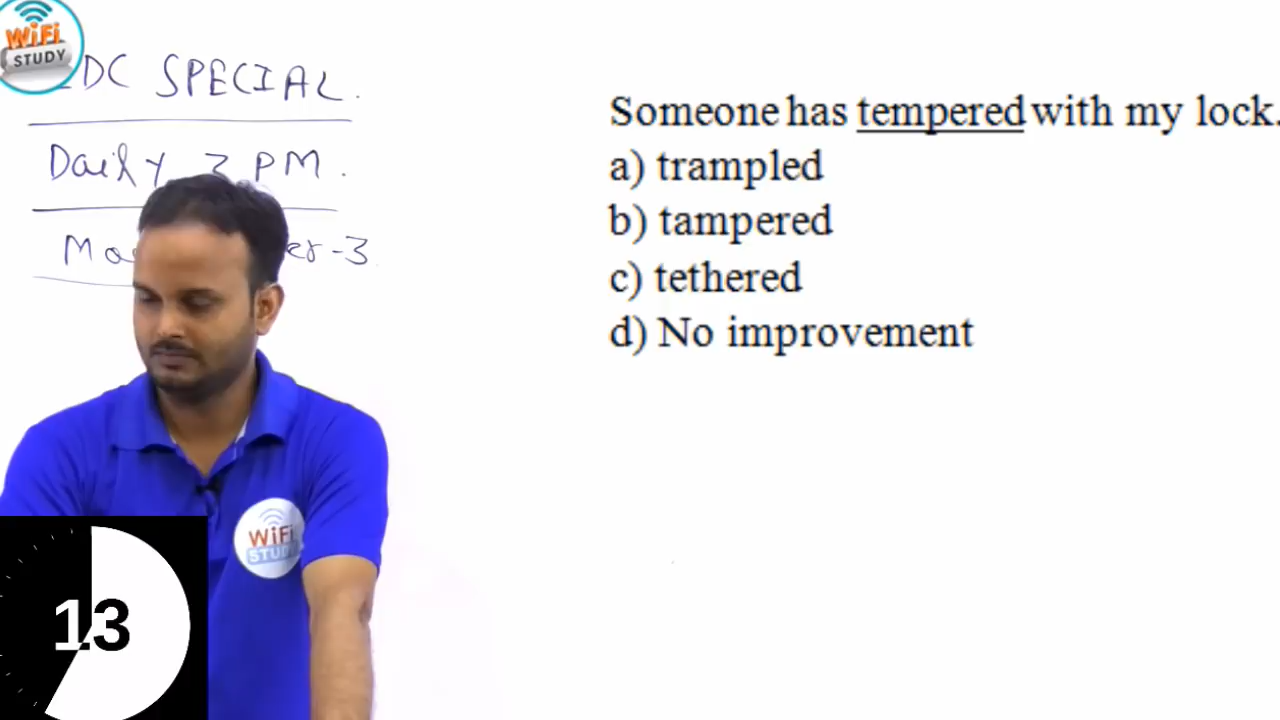 WiFi
STUDY
DC SPECIAL.
Daily 3 PM.
-3
Someone has tempered with my lock.
a) trampled
b) tampered
c) tethered
d) No improvement
WiFi
STUDY
13